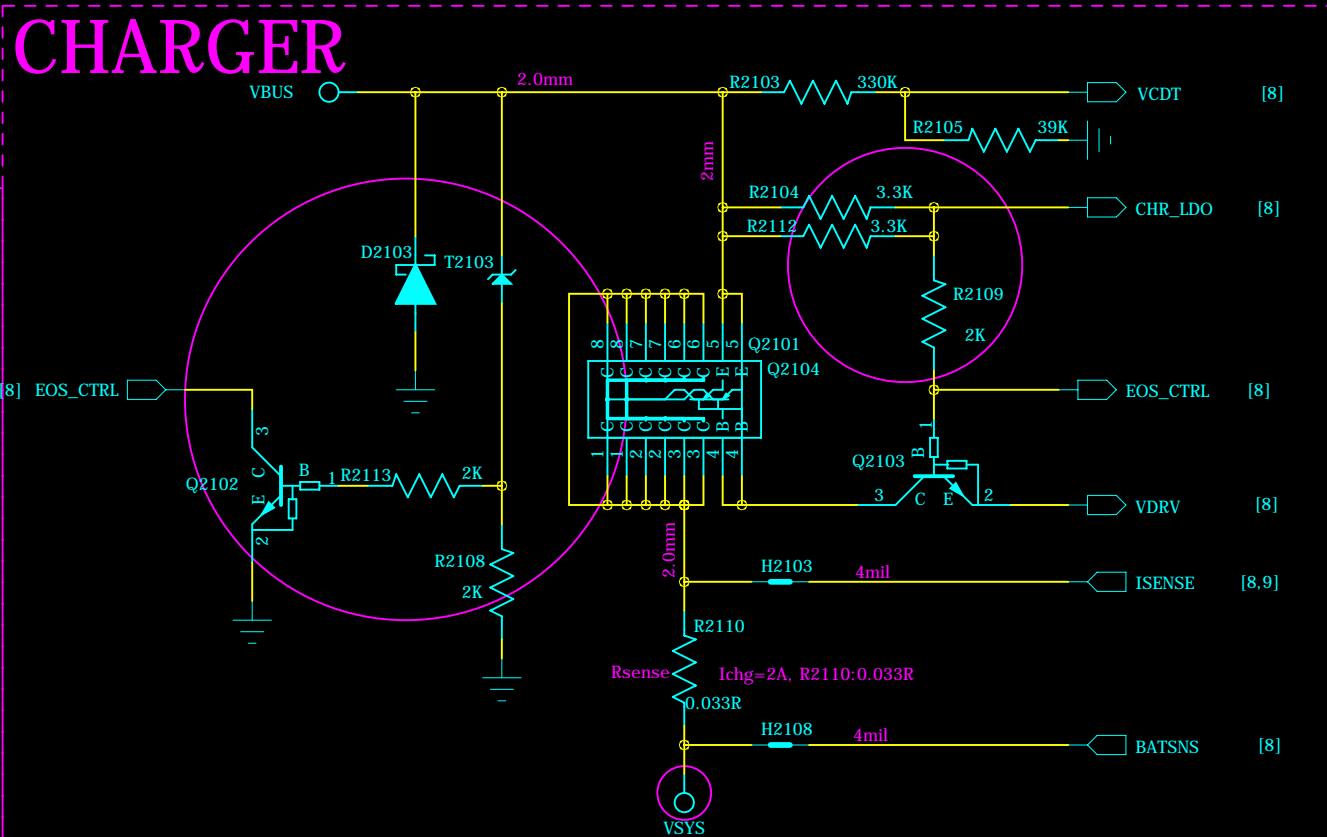 CHARGER
VBUS
2.0mm
R2103 330K
VCDT [8]
R2105 39K
2mm
R2104 3.3K
CHR_LDO [8]
R2112 3.3K
D2103
T2103
R2109
2K
8 8 7 7 6 6 5 5
Q2101
Q2104
C C C C C C E E
C C C C C C B B
1 1 2 2 3 3 4 4
[8] EOS_CTRL
EOS_CTRL [8]
3
C
Q2102
B
1
R2113 2K
E
2
1
B
Q2103
3 C E 2
VDRV [8]
R2108
2K
2.0mm
H2103
4mil
ISENSE [8,9]
R2110
Rsense
Ichg=2A, R2110:0.033R
0.033R
H2108
4mil
BATSNS [8]
VSYS